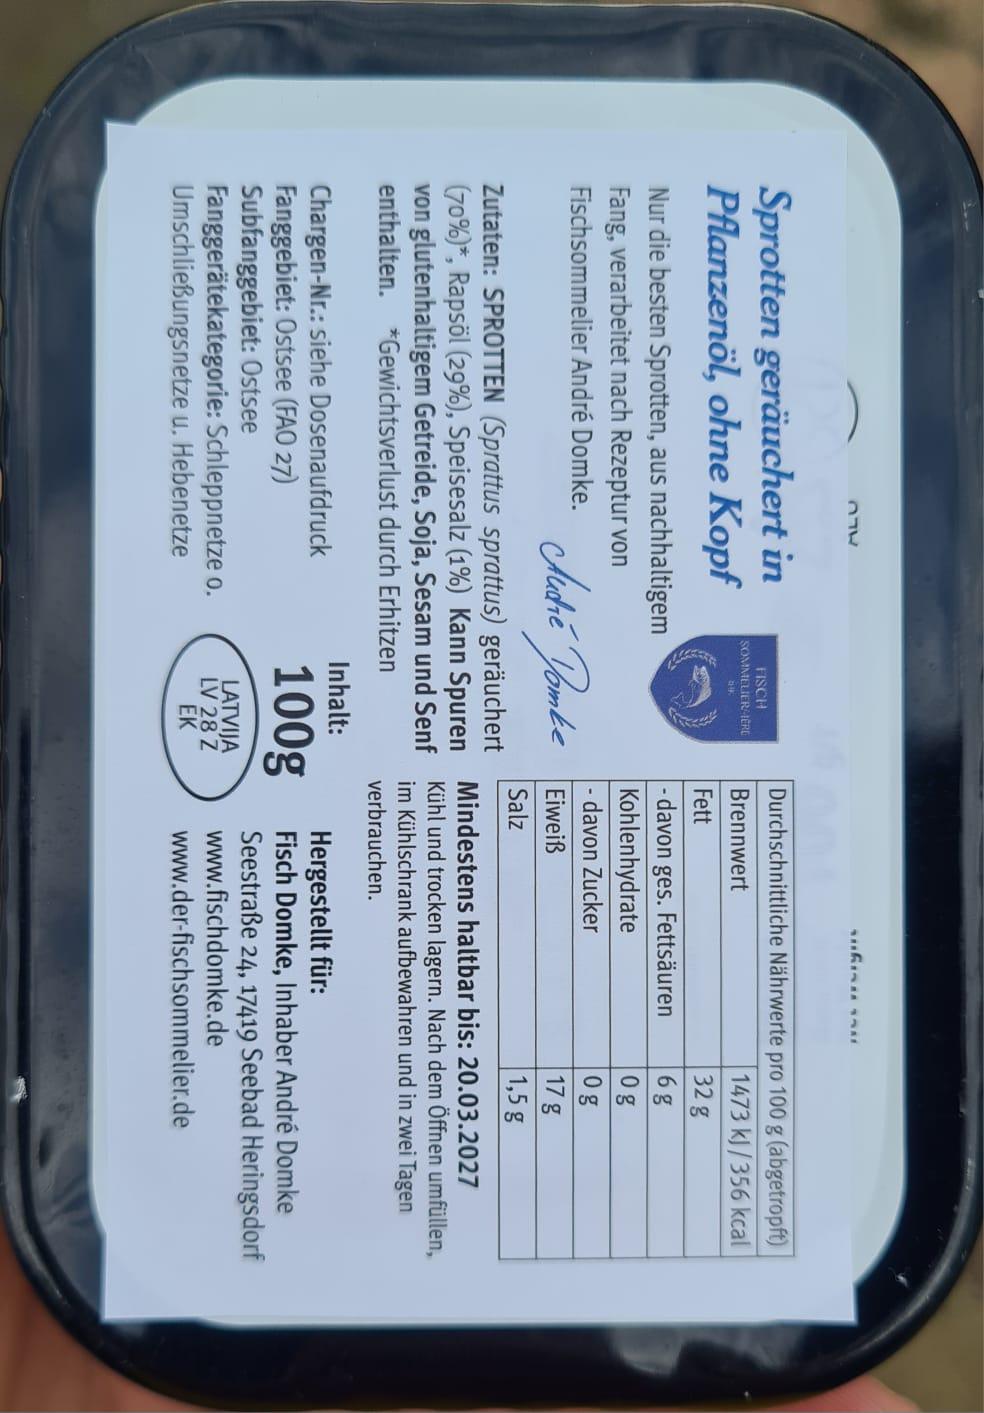 Sprotten geräuchert in
Pflanzenöl, ohne Kopf
FISCH
Nur die besten Sprotten, aus nachhaltigem
Fang, verarbeitet nach Rezeptur von
Fischsommelier André Domke.
André Domke
Zutaten: SPROTTEN (Sprattus sprattus) geräuchert
(70%)*, Rapsöl (29%), Speisesalz (1%) Kann Spuren
von glutenhaltigem Getreide, Soja, Sesam und Senf
enthalten. *Gewichtsverlust durch Erhitzen
Chargen-Nr.: siehe Dosenaufdruck
Fanggebiet: Ostsee (FAO 27)
Subfanggebiet: Ostsee
Fanggerätekategorie: Schleppnetze o.
Umschließungsnetze u. Hebenetze
Inhalt:
100g
LATVIJA
LV 28 Z
EK
Durchschnittliche Nährwerte pro 100 g (abgetropft)
Brennwert 1473 kJ / 356 kcal
Fett 32 g
- davon ges. Fettsäuren 6 g
Kohlenhydrate 0 g
- davon Zucker 0 g
Eiweiß 17 g
Salz 1,5 g
Mindestens haltbar bis: 20.03.2027
Kühl und trocken lagern. Nach dem Öffnen umfüllen,
im Kühlschrank aufbewahren und in zwei Tagen
verbrauchen.
Hergestellt für:
Fisch Domke, Inhaber André Domke
Seestraße 24, 17419 Seebad Heringsdorf
www.fischdomke.de
www.der-fischsommelier.de